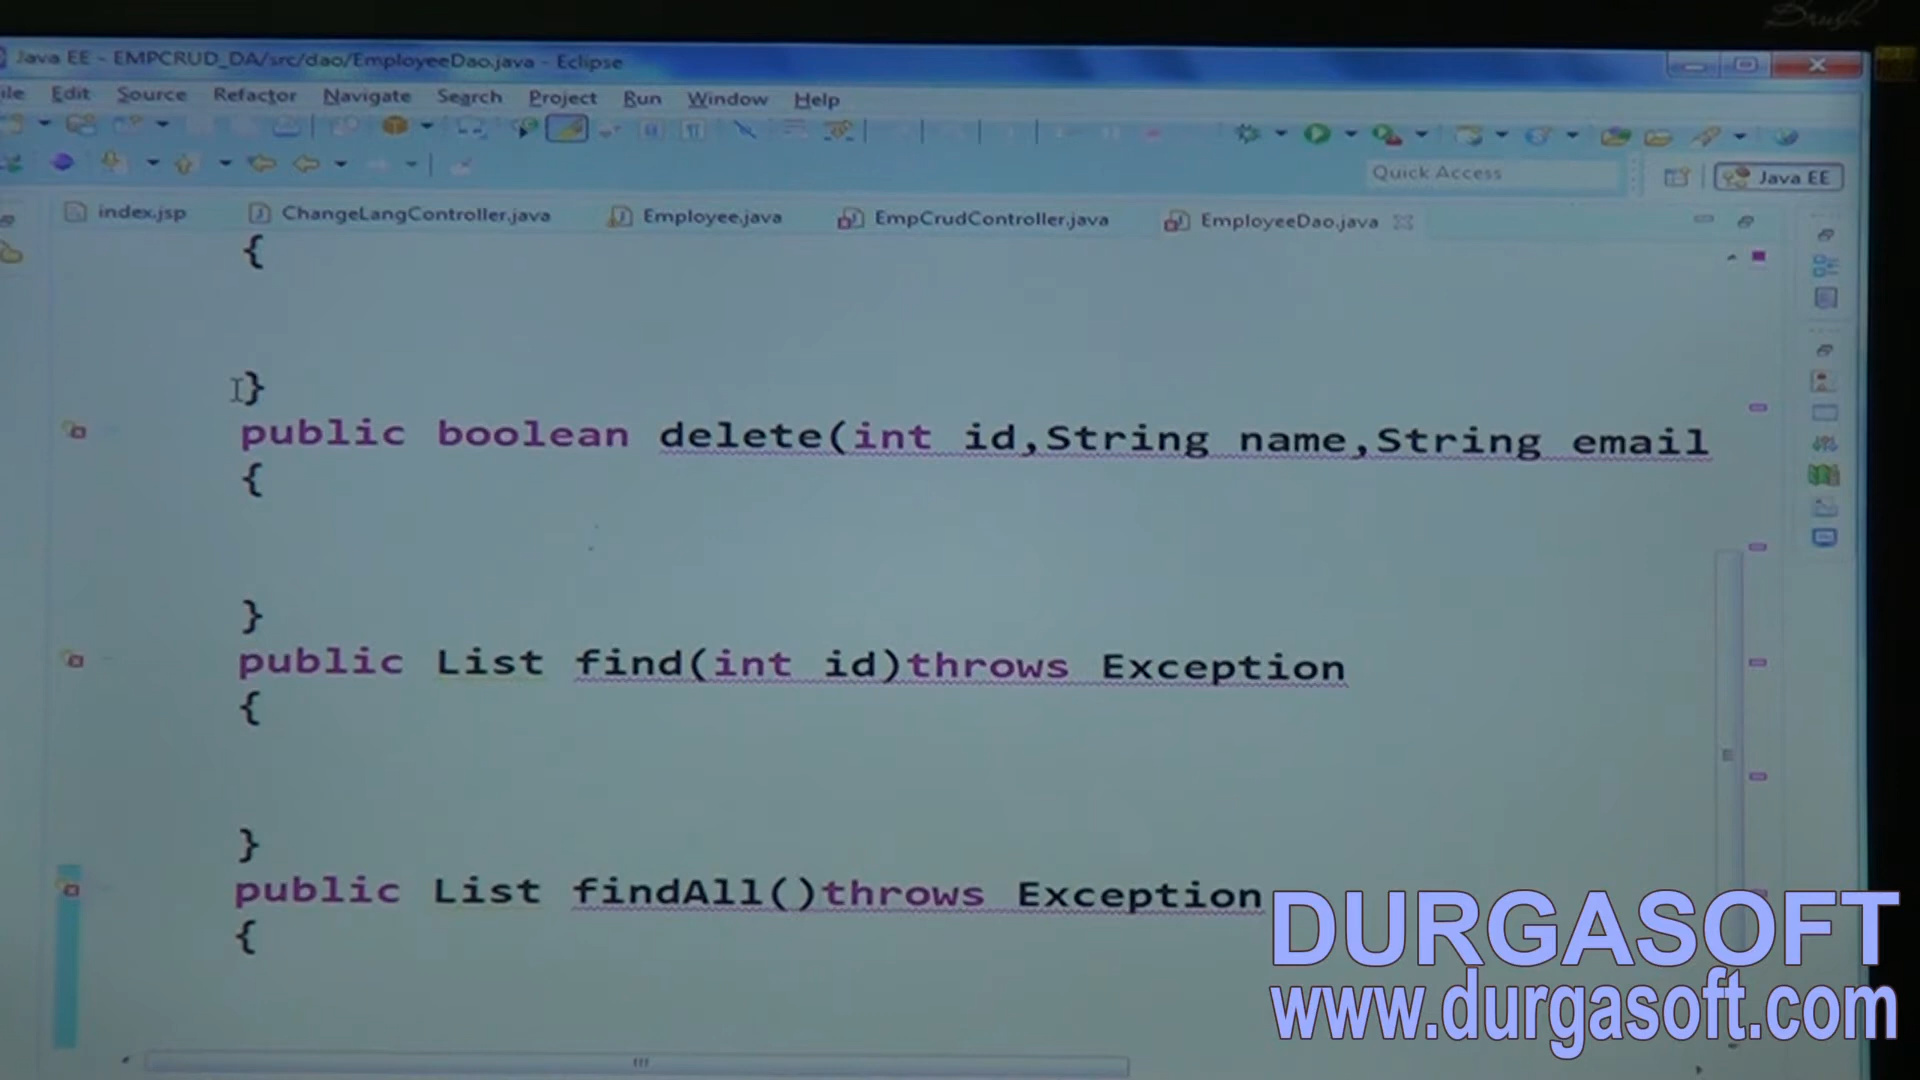 Java EE - EMPCRUD_DA/src/dao/EmployeeDao.java - Eclipse
ile Edit Source Refactor Navigate Search Project Run Window Help
Quick Access
Java EE
index.jsp ChangeLangController.java Employee.java EmpCrudController.java EmployeeDao.java
{
}
public boolean delete(int id,String name,String email
{
}
public List find(int id)throws Exception
{
}
public List findAll()throws Exception
{
DURGASOFT
www.durgasoft.com